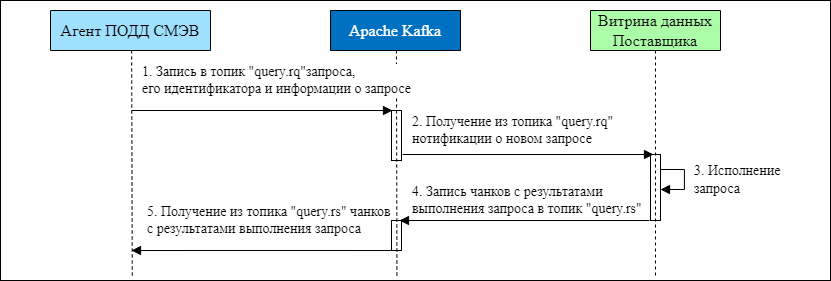 Агент ПОДД СМЭВ
Apache Kafka
Витрина данных
Поставщика
1. Запись в топик "query.rq"запроса,
его идентификатора и информации о запросе
2. Получение из топика "query.rq"
нотификации о новом запросе
3. Исполнение
запроса
4. Запись чанков с результатами
выполнения запроса в топик "query.rs"
5. Получение из топика "query.rs" чанков
с результатами выполнения запроса